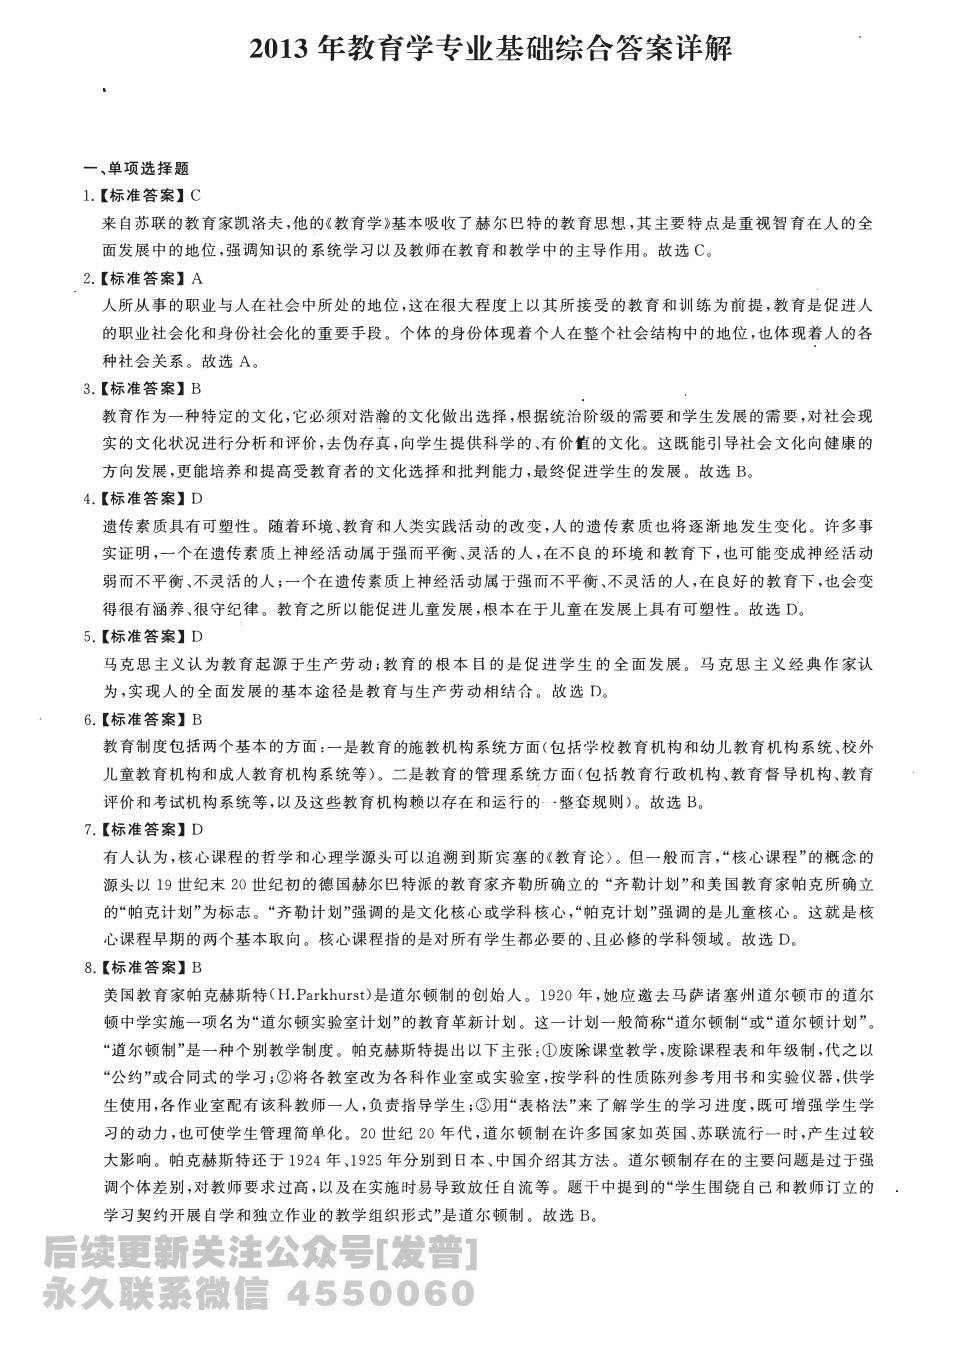 2013 年教育学专业基础综合答案详解
一、单项选择题
1.【标准答案】C
来自苏联的教育家凯洛夫,他的《教育学》基本吸收了赫尔巴特的教育思想,其主要特点是重视智育在人的全
面发展中的地位,强调知识的系统学习以及教师在教育和教学中的主导作用。故选 C。
2.【标准答案】A
人所从事的职业与人在社会中所处的地位,这在很大程度上以其所接受的教育和训练为前提,教育是促进人
的职业社会化和身份社会化的重要手段。个体的身份体现着个人在整个社会结构中的地位,也体现着人的各
种社会关系。故选 A。
3.【标准答案】B
教育作为一种特定的文化,它必须对浩瀚的文化做出选择,根据统治阶级的需要和学生发展的需要,对社会现
实的文化状况进行分析和评价,去伪存真,向学生提供科学的、有价值的文化。这既能引导社会文化向健康的
方向发展,更能培养和提高受教育者的文化选择和批判能力,最终促进学生的发展。故选 B。
4.【标准答案】D
遗传素质具有可塑性。随着环境、教育和人类实践活动的改变,人的遗传素质也将逐渐地发生变化。许多事
实证明,一个在遗传素质上神经活动属于强而平衡、灵活的人,在不良的环境和教育下,也可能变成神经活动
弱而不平衡、不灵活的人;一个在遗传素质上神经活动属于强而不平衡、不灵活的人,在良好的教育下,也会变
得很有涵养、很守纪律。教育之所以能促进儿童发展,根本在于儿童在发展上具有可塑性。故选 D。
5.【标准答案】D
马克思主义认为教育起源于生产劳动;教育的根本目的是促进学生的全面发展。马克思主义经典作家认
为,实现人的全面发展的基本途径是教育与生产劳动相结合。故选 D。
6.【标准答案】B
教育制度包括两个基本的方面:一是教育的施教机构系统方面(包括学校教育机构和幼儿教育机构系统、校外
儿童教育机构和成人教育机构系统等)。二是教育的管理系统方面(包括教育行政机构、教育督导机构、教育
评价和考试机构系统等,以及这些教育机构赖以存在和运行的一整套规则)。故选 B。
7.【标准答案】D
有人认为,核心课程的哲学和心理学源头可以追溯到斯宾塞的《教育论〉。但一般而言,“核心课程”的概念的
源头以 19 世纪末 20 世纪初的德国赫尔巴特派的教育家齐勒所确立的 “齐勒计划”和美国教育家帕克所确立
的“帕克计划”为标志。“齐勒计划”强调的是文化核心或学科核心,“帕克计划”强调的是儿童核心。这就是核
心课程早期的两个基本取向。核心课程指的是对所有学生都必要的、且必修的学科领域。故选 D。
8.【标准答案】B
美国教育家帕克赫斯特(H.Parkhurst)是道尔顿制的创始人。1920 年,她应邀去马萨诸塞州道尔顿市的道尔
顿中学实施一项名为“道尔顿实验室计划”的教育革新计划。这一计划一般简称“道尔顿制“或“道尔顿计划”。
“道尔顿制”是一种个别教学制度。帕克赫斯特提出以下主张:①废除课堂教学,废除课程表和年级制,代之以
“公约”或合同式的学习;②将各教室改为各科作业室或实验室,按学科的性质陈列参考用书和实验仪器,供学
生使用,各作业室配有该科教师一人,负责指导学生;③用“表格法”来了解学生的学习进度,既可增强学生学
习的动力,也可使学生管理简单化。20 世纪 20 年代,道尔顿制在许多国家如英国、苏联流行一时,产生过较
大影响。帕克赫斯特还于 1924 年、1925 年分别到日本、中国介绍其方法。道尔顿制存在的主要问题是过于强
调个体差别,对教师要求过高,以及在实施时易导致放任自流等。题干中提到的“学生围绕自己和教师订立的
学习契约开展自学和独立作业的教学组织形式”是道尔顿制。故选 B。
后续更新关注公众号[发普]
永久联系微信 4550060